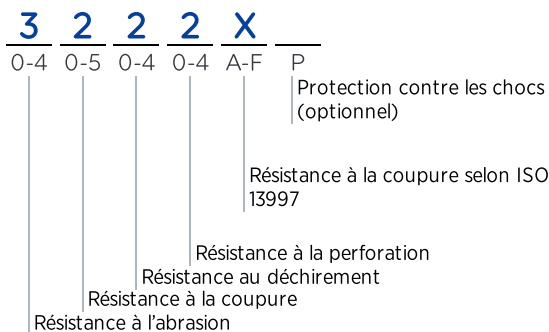 3 2 2 2 X
0-4 0-5 0-4 0-4 A-F P
Protection contre les chocs
(optionnel)
Résistance à la coupure selon ISO
13997
Résistance à la perforation
Résistance au déchirement
Résistance à la coupure
Résistance à l'abrasion